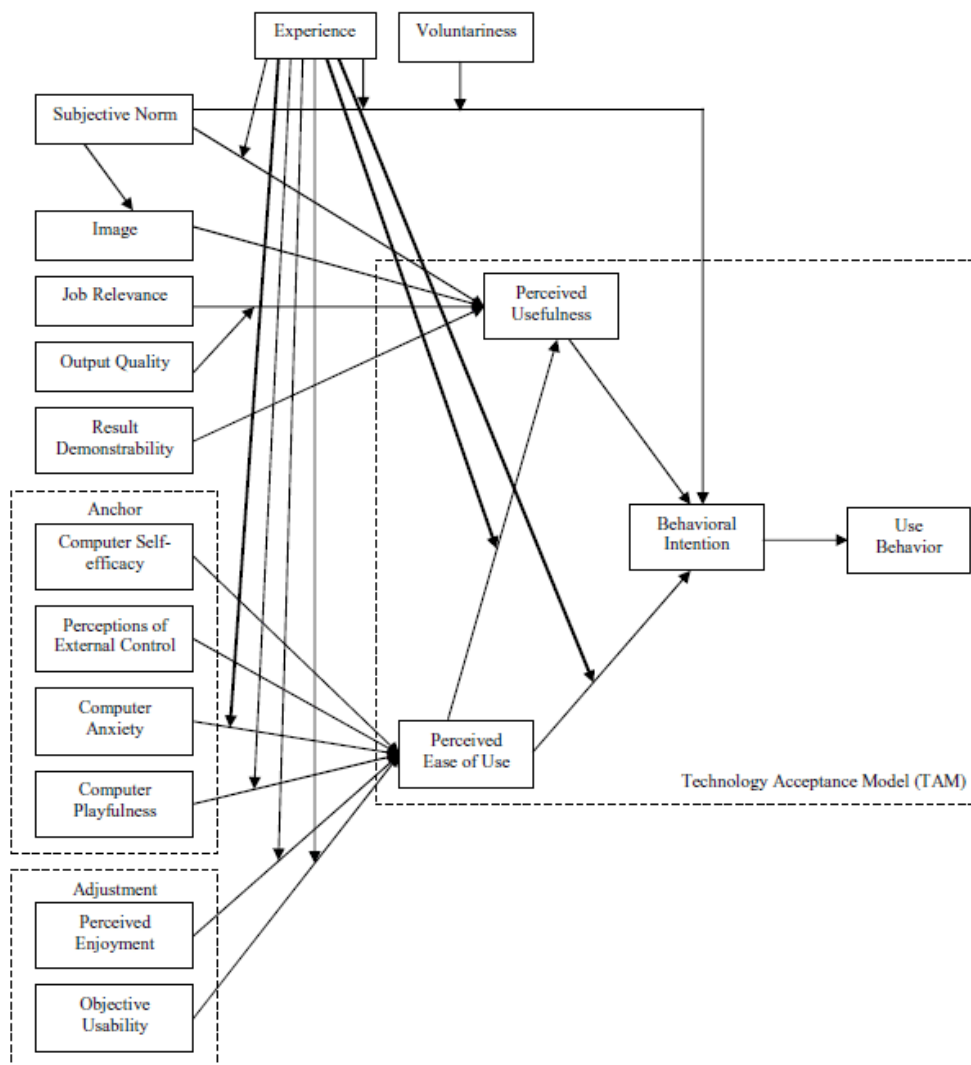 Experience
Voluntariness
Subjective Norm
Image
Job Relevance
Output Quality
Result
Demonstrability
Perceived
Usefulness
Anchor
Computer Self-
efficacy
Perceptions of
External Control
Computer
Anxiety
Computer
Playfulness
Behavioral
Intention
Use
Behavior
Perceived
Ease of Use
Technology Acceptance Model (TAM)
Adjustment
Perceived
Enjoyment
Objective
Usability